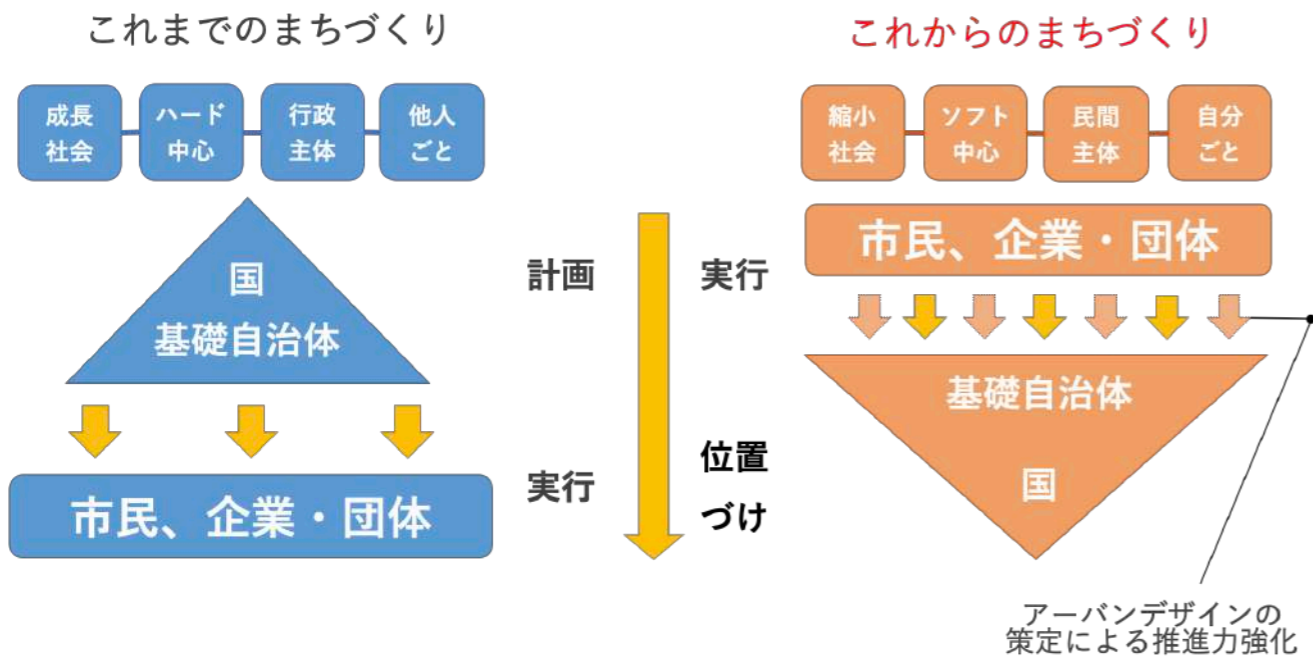 これまでのまちづくり
成長
社会
ハード
中心
行政
主体
他人
ごと
国
基礎自治体
市民、企業・団体
計画
実行
これからのまちづくり
縮小
社会
ソフト
中心
民間
主体
自分
ごと
市民、企業・団体
実行
位置
づけ
基礎自治体
国
アーバンデザインの
策定による推進力強化